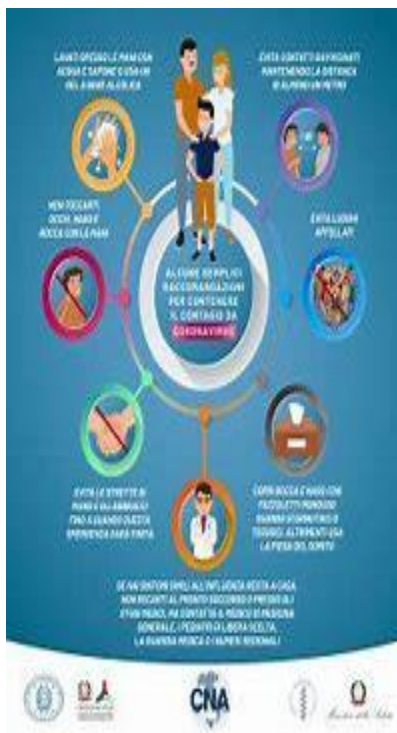 LAVATI SPESSO LE MANI CON
ACQUA E SAPONE O USA UN
GEL A BASE ALCOLICA
EVITA CONTATTI RAVVICINATI
MANTENENDO LA DISTANZA
DI ALMENO UN METRO
NON TOCCARTI
OCCHI, NASO E
BOCCA CON LE MANI
EVITA LUOGHI
AFFOLLATI
ALCUNE SEMPLICI
RACCOMANDAZIONI
PER CONTENERE
IL CONTAGIO DA
CORONAVIRUS
EVITA LE STRETTE DI
MANO E GLI ABBRACCI
FINO A QUANDO QUESTA
EMERGENZA SARÀ FINITA
COPRI BOCCA E NASO CON
FAZZOLETTI MONOUSO
QUANDO STARNUTISCI O
TOSSISCI. ALTRIMENTI USA
LA PIEGA DEL GOMITO
SE HAI SINTOMI SIMILI ALL'INFLUENZA RESTA A CASA,
NON RECARTI AL PRONTO SOCCORSO O PRESSO GLI
STUDI MEDICI, MA CONTATTA IL MEDICO DI MEDICINA
GENERALE, I PEDIATRI DI LIBERA SCELTA,
LA GUARDIA MEDICA O I NUMERI REGIONALI
CNA
Ministero della Salute